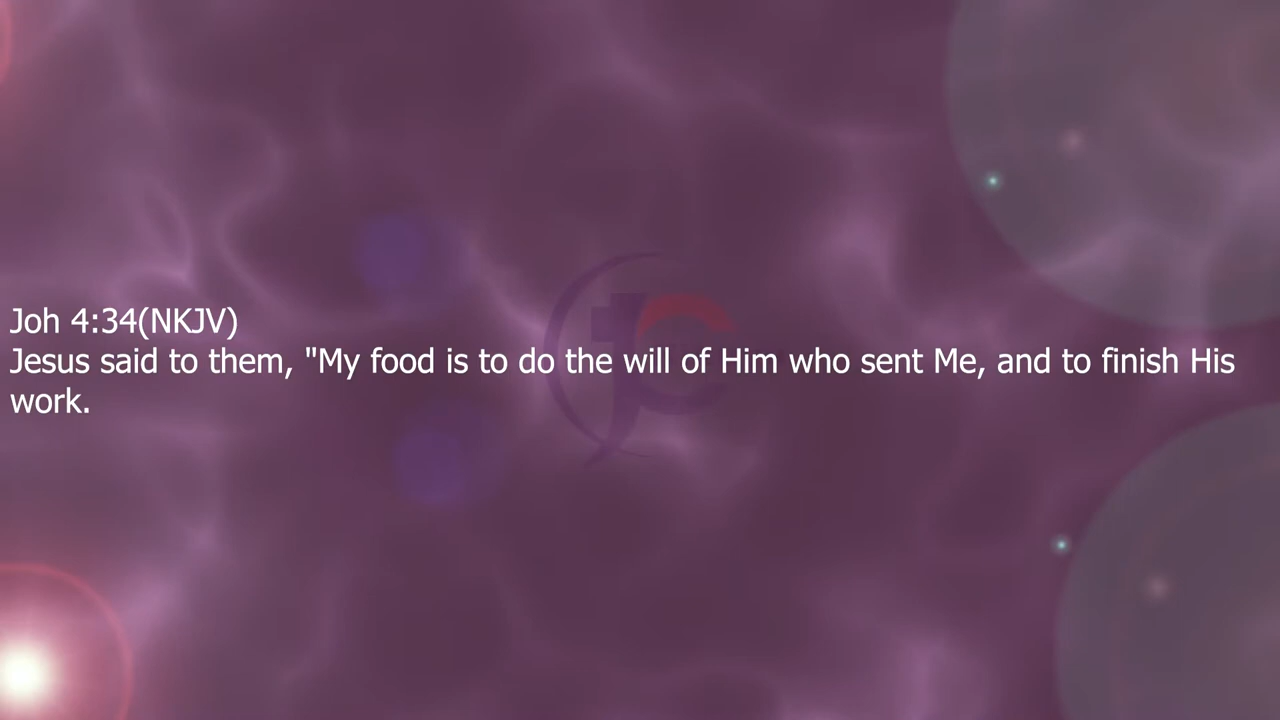 Joh 4:34(NKJV)
Jesus said to them, "My food is to do the will of Him who sent Me, and to finish His
work.